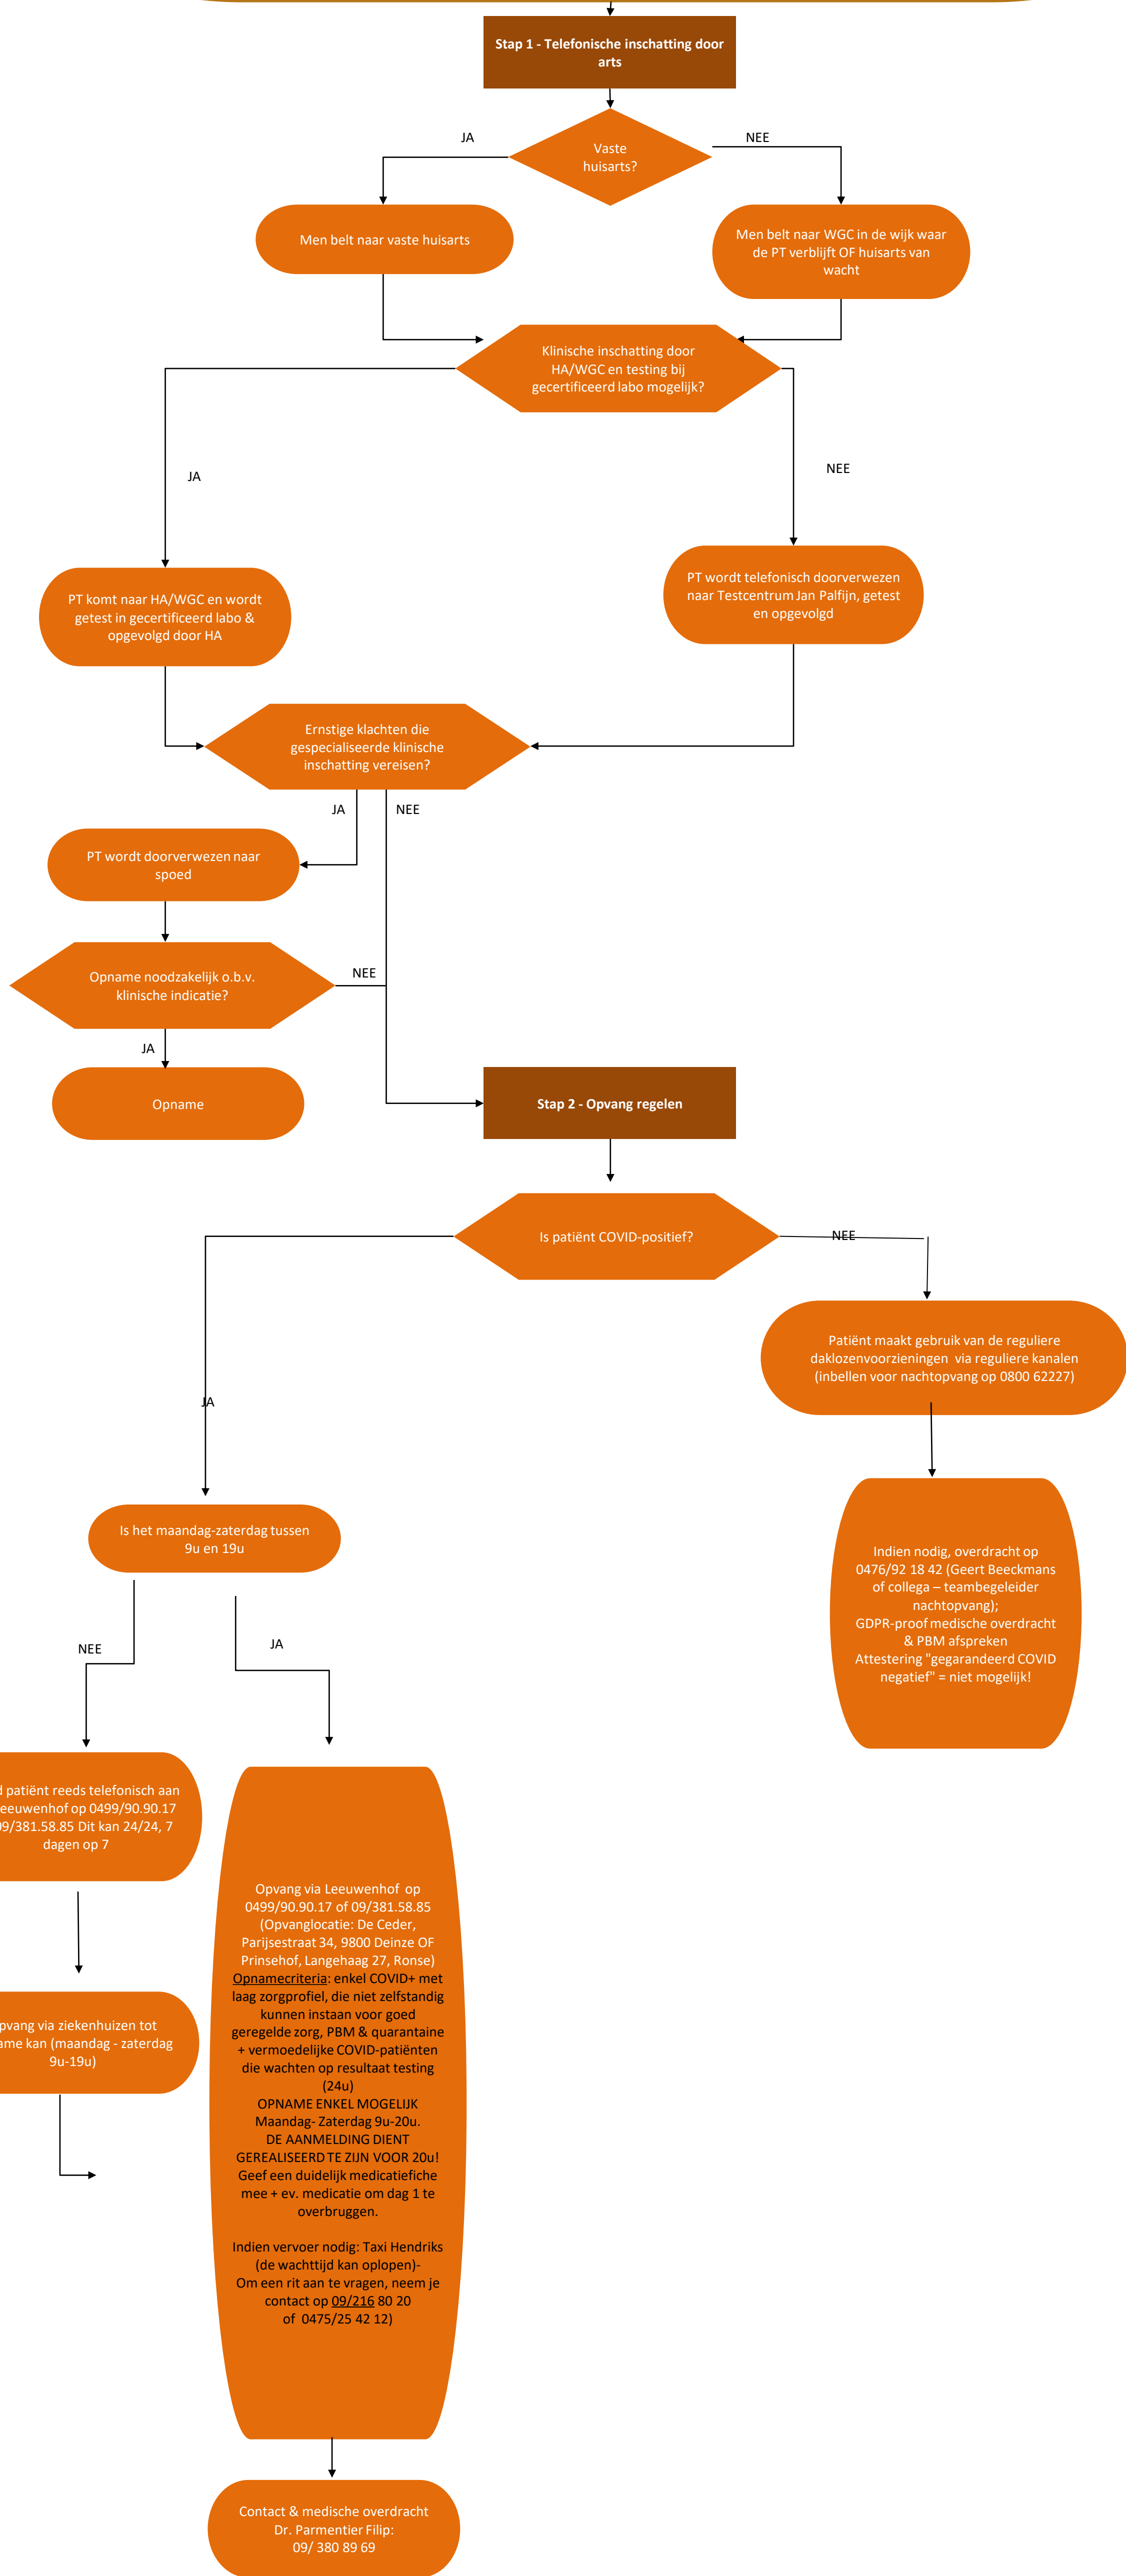 Stap 1 - Telefonische inschatting door
arts
JA
NEE
Vaste
huisarts?
Men belt naar vaste huisarts
Men belt naar WGC in de wijk waar
de PT verblijft OF huisarts van
wacht
Klinische inschatting door
HA/WGC en testing bij
gecertificeerd labo mogelijk?
JA
NEE
PT komt naar HA/WGC en wordt
getest in gecertificeerd labo &
opgevolgd door HA
PT wordt telefonisch doorverwezen
naar Testcentrum Jan Palfijn, getest
en opgevolgd
Ernstige klachten die
gespecialiseerde klinische
inschatting vereisen?
JA
NEE
PT wordt doorverwezen naar
spoed
Opname noodzakelijk o.b.v.
klinische indicatie?
NEE
JA
Opname
Stap 2 - Opvang regelen
Is patiënt COVID-positief?
NEE
JA
Patiënt maakt gebruik van de reguliere
daklozenvoorzieningen via reguliere kanalen
(inbellen voor nachtopvang op 0800 62227)
Indien nodig, overdracht op
0476/92 18 42 (Geert Beeckmans
of collega – teambegeleider
nachtopvang);
GDPR-proof medische overdracht
& PBM afspreken
Attestering "gegarandeerd COVID
negatief" = niet mogelijk!
Is het maandag-zaterdag tussen
9u en 19u
NEE
JA
patiënt reeds telefonisch aan
eeuwenhof op 0499/90.90.17
09/381.58.85 Dit kan 24/24, 7
dagen op 7
pvang via ziekenhuizen tot
ame kan (maandag - zaterdag
9u-19u)
Opvang via Leeuwenhof op
0499/90.90.17 of 09/381.58.85
(Opvanglocatie: De Ceder,
Parijsestraat 34, 9800 Deinze OF
Prinsehof, Langehaag 27, Ronse)
Opnamecriteria: enkel COVID+ met
laag zorgprofiel, die niet zelfstandig
kunnen instaan voor goed
geregelde zorg, PBM & quarantaine
+ vermoedelijke COVID-patiënten
die wachten op resultaat testing
(24u)
OPNAME ENKEL MOGELIJK
Maandag- Zaterdag 9u-20u.
DE AANMELDING DIENT
GEREALISEERD TE ZIJN VOOR 20u!
Geef een duidelijk medicatiefiche
mee + ev. medicatie om dag 1 te
overbruggen.
Indien vervoer nodig: Taxi Hendriks
(de wachttijd kan oplopen)-
Om een rit aan te vragen, neem je
contact op 09/216 80 20
of 0475/25 42 12)
Contact & medische overdracht
Dr. Parmentier Filip:
09/ 380 89 69